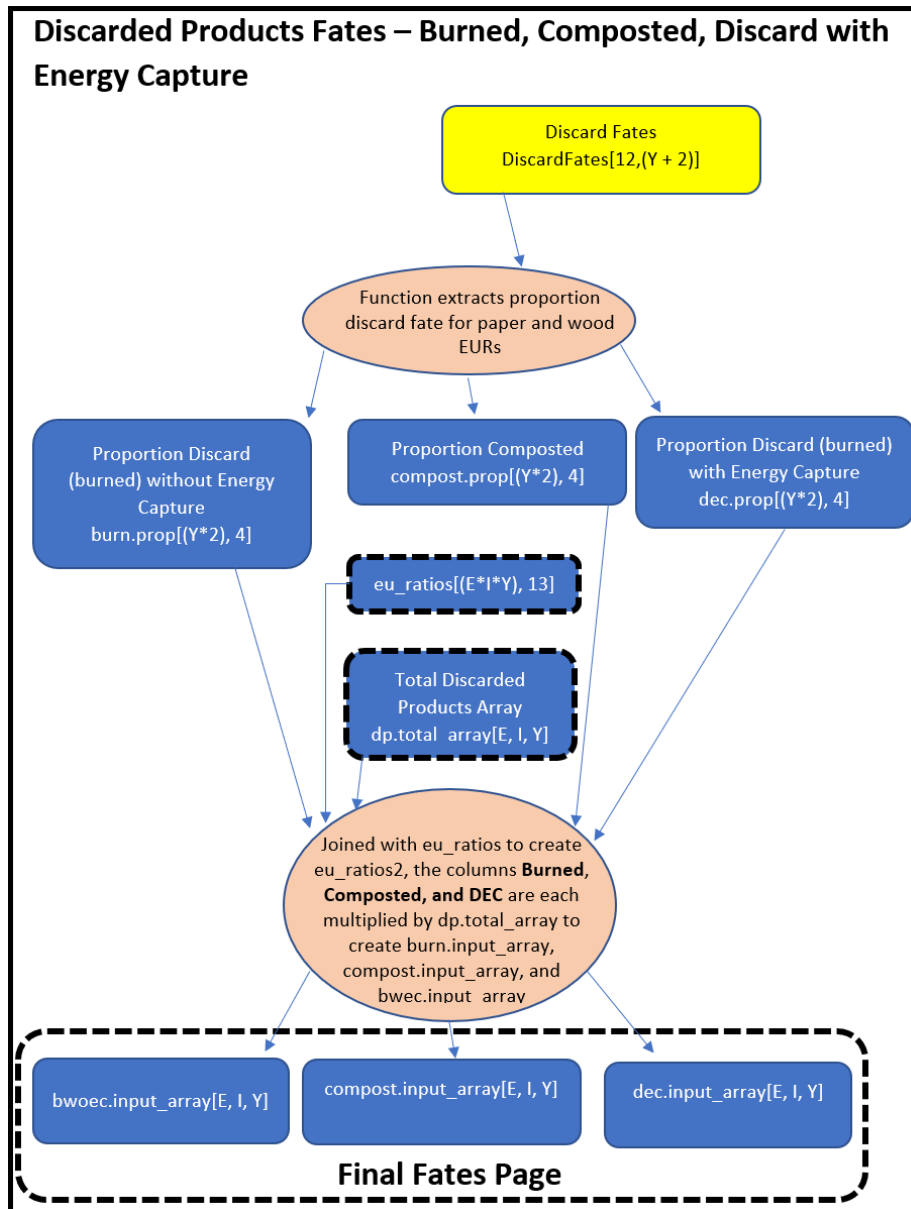 Discarded Products Fates – Burned, Composted, Discard with
Energy Capture
Discard Fates
DiscardFates[12,(Y + 2)]
Function extracts proportion
discard fate for paper and wood
EURs
Proportion Discard
(burned) without Energy
Capture
burn.prop[(Y*2), 4]
Proportion Composted
compost.prop[(Y*2), 4]
Proportion Discard (burned)
with Energy Capture
dec.prop[(Y*2), 4]
eu_ratios[(E*I*Y), 13]
Total Discarded
Products Array
dp.total_array[E, I, Y]
Joined with eu_ratios to create
eu_ratios2, the columns Burned,
Composted, and DEC are each
multiplied by dp.total_array to
create burn.input_array,
compost.input_array, and
bwec.input_array
bwoec.input_array[E, I, Y]
compost.input_array[E, I, Y]
dec.input_array[E, I, Y]
Final Fates Page